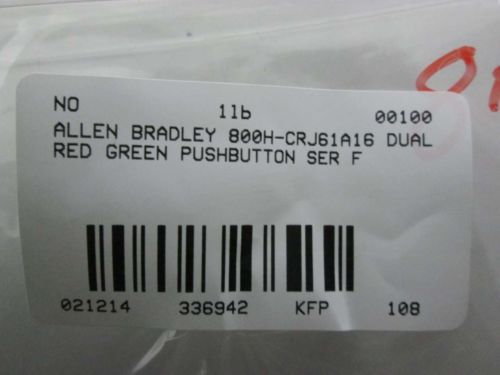 NO 1lb 00100
ALLEN BRADLEY 800H-CRJ61A16 DUAL
RED GREEN PUSHBUTTON SER F
021214 336942 KFP 108